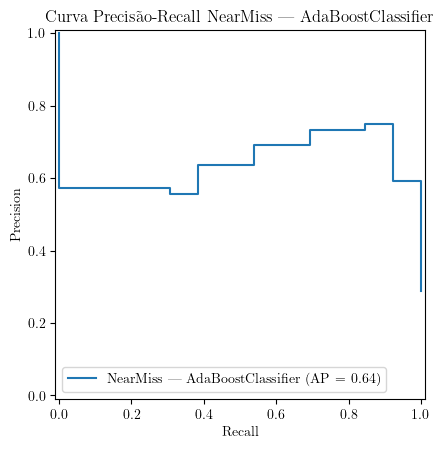 Curva Precisão-Recall NearMiss — AdaBoostClassifier
1.0
0.8
0.6
0.4
0.2
0.0
Precision
NearMiss — AdaBoostClassifier (AP = 0.64)
0.0 0.2 0.4 0.6 0.8 1.0
Recall